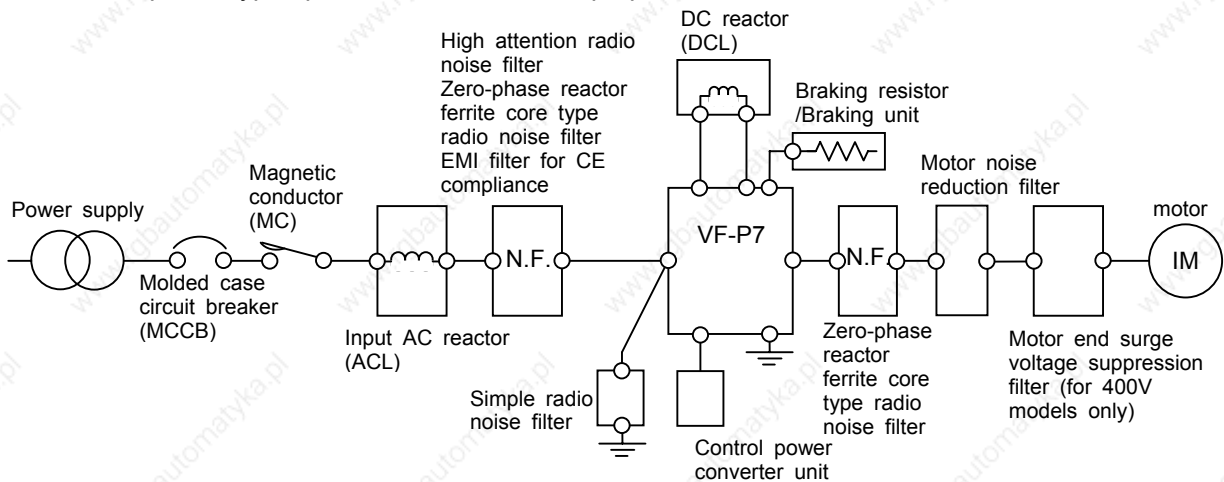 DC reactor
(DCL)
High attention radio
noise filter
Zero-phase reactor
ferrite core type
radio noise filter
EMI filter for CE
compliance
Braking resistor
/Braking unit
Magnetic
conductor
(MC)
Motor noise
reduction filter
Power supply
motor
VF-P7
N.F.
N.F.
IM
Molded case
circuit breaker
(MCCB)
Input AC reactor
(ACL)
Simple radio
noise filter
Control power
converter unit
Zero-phase
reactor
ferrite core
type radio
noise filter
Motor end surge
voltage suppression
filter (for 400V
models only)